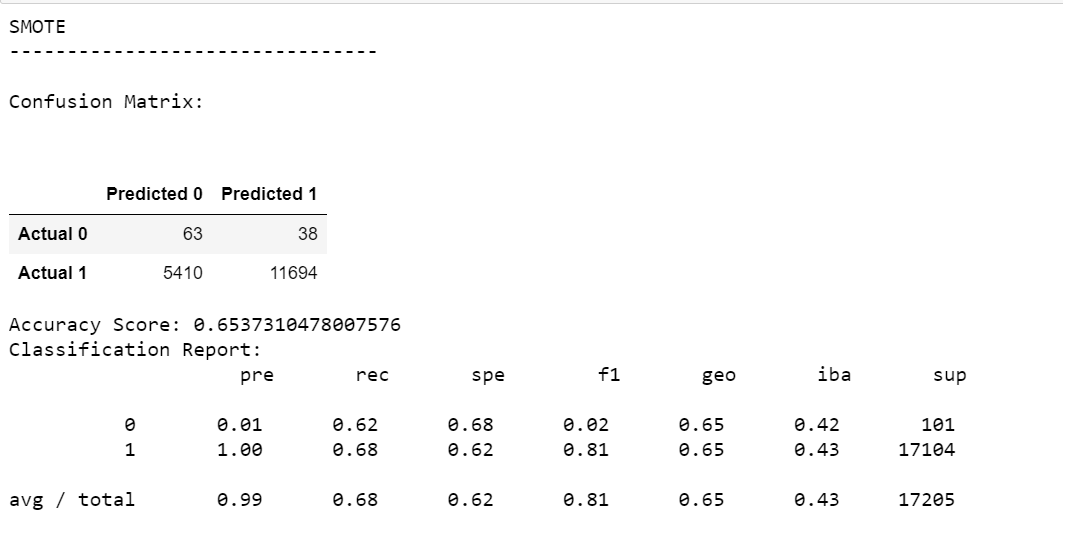 SMOTE
--------------------------------
Confusion Matrix:
Predicted 0 Predicted 1
Actual 0 63 38
Actual 1 5410 11694
Accuracy Score: 0.6537310478007576
Classification Report:
pre rec spe f1 geo iba sup
0 0.01 0.62 0.68 0.02 0.65 0.42 101
1 1.00 0.68 0.62 0.81 0.65 0.43 17104
avg / total 0.99 0.68 0.62 0.81 0.65 0.43 17205